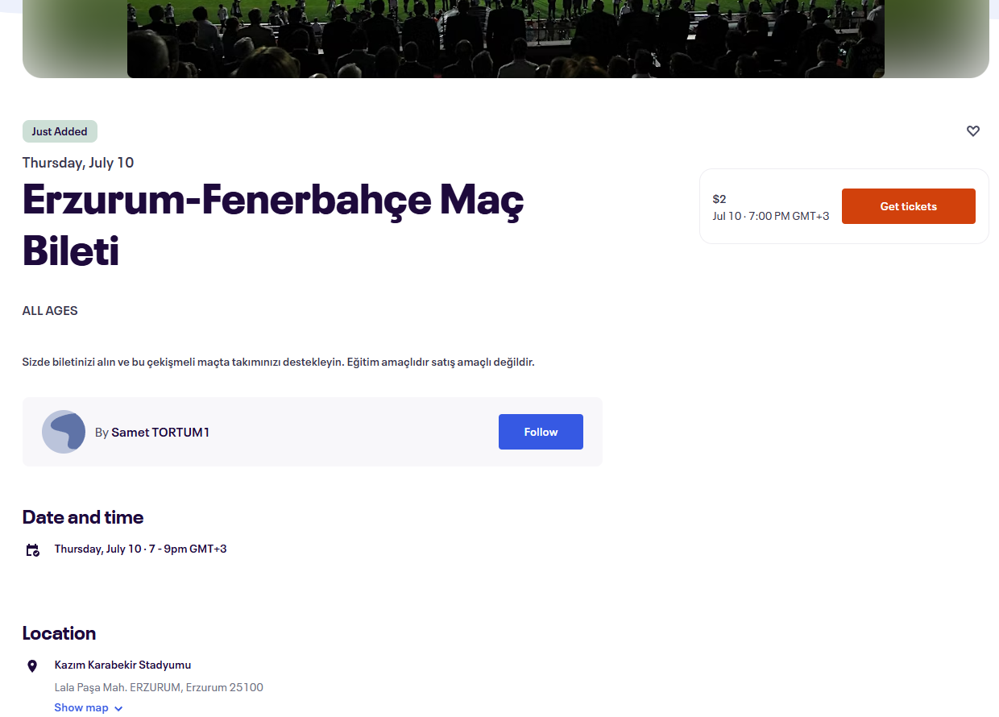 Just Added
Thursday, July 10
Erzurum-Fenerbahçe Maç
Bileti
$2
Jul 10 · 7:00 PM GMT+3
Get tickets
ALL AGES
Sizde biletinizi alın ve bu çekişmeli maçta takımınızı destekleyin. Eğitim amaçlıdır satış amaçlı değildir.
By Samet TORTUM1
Follow
Date and time
Thursday, July 10 · 7 - 9pm GMT+3
Location
Kazım Karabekir Stadyumu
Lala Paşa Mah. ERZURUM, Erzurum 25100
Show map